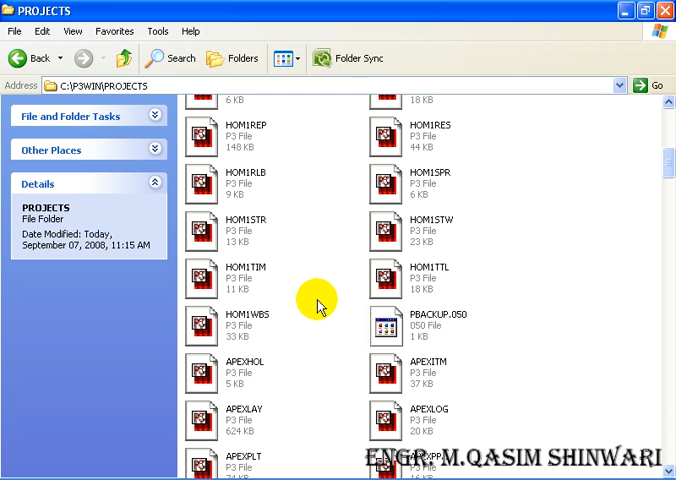 PROJECTS
File Edit View Favorites Tools Help
Back Search Folders Folder Sync
Address C:\P3WIN\PROJECTS Go
File and Folder Tasks
Other Places
Details
PROJECTS
File Folder
Date Modified: Today,
September 07, 2008, 11:15 AM
6 KB
18 KB
HOM1REP
P3 File
148 KB
HOM1RES
P3 File
44 KB
HOM1RLB
P3 File
9 KB
HOM1SPR
P3 File
6 KB
HOM1STR
P3 File
13 KB
HOM1STW
P3 File
23 KB
HOM1TIM
P3 File
11 KB
HOM1TTL
P3 File
18 KB
HOM1WBS
P3 File
33 KB
PBACKUP.050
050 File
1 KB
APEXHOL
P3 File
5 KB
APEXITM
P3 File
37 KB
APEXLAY
P3 File
624 KB
APEXLOG
P3 File
20 KB
APEXPLT
P3 File
74 KB
ENGR: M.QASIM SHINWARI